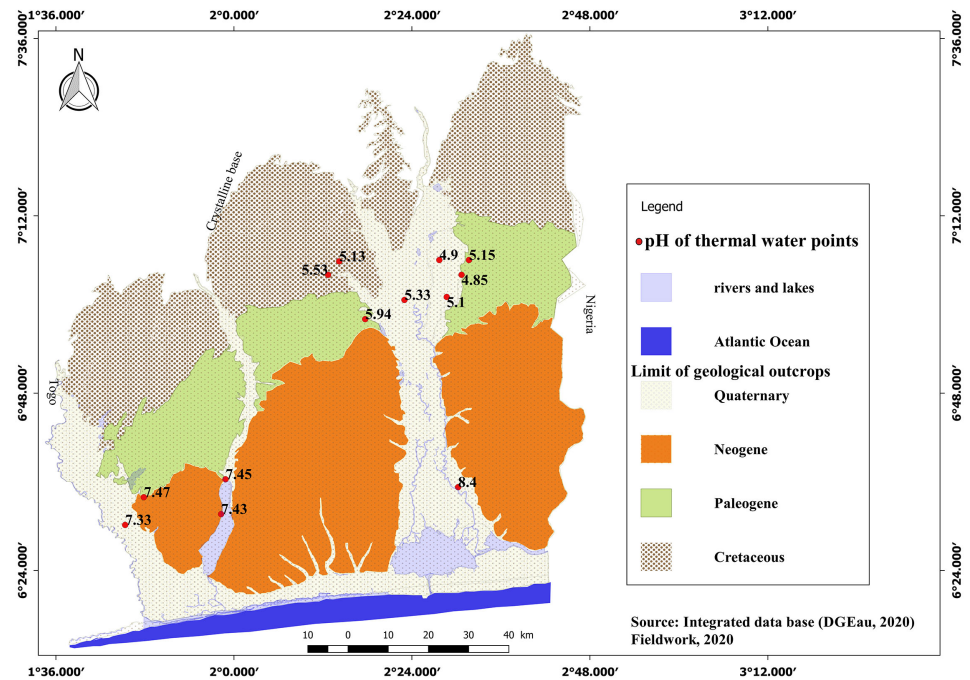 1°36.000' 2°0.000' 2°24.000' 2°48.000' 3°12.000'
7°36.000' 7°36.000'
N
Crystalline base
7°12.000' 7°12.000'
5.13
5.53
4.9
5.15
4.85
5.33
5.1
5.94
Nigeria
Togo
6°48.000' 6°48.000'
7.45
8.4
7.47
7.43
7.33
6°24.000' 6°24.000'
10 0 10 20 30 40 km
Legend
pH of thermal water points
rivers and lakes
Atlantic Ocean
Limit of geological outcrops
Quaternary
Neogene
Paleogene
Cretaceous
Source: Integrated data base (DGEau, 2020)
Fieldwork, 2020
1°36.000' 2°0.000' 2°24.000' 2°48.000' 3°12.000'